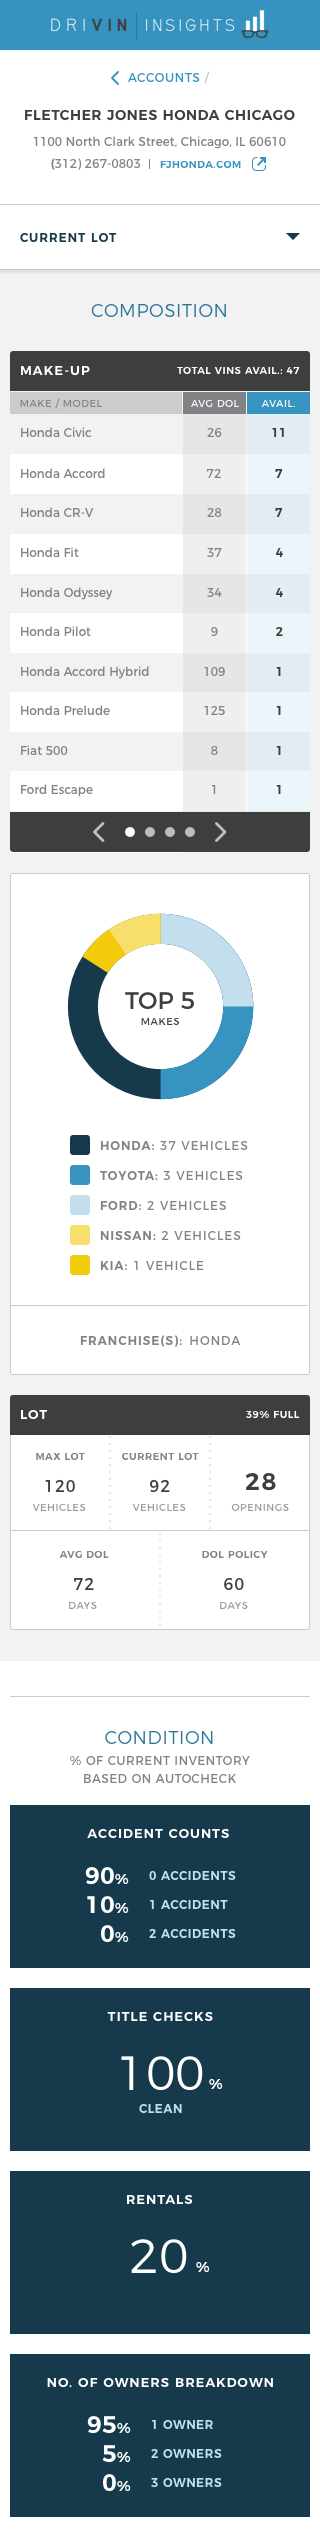 DRIVIN | INSIGHTS
ACCOUNTS /
FLETCHER JONES HONDA CHICAGO
1100 North Clark Street, Chicago, IL 60610
(312) 267-0803 | FJHONDA.COM
CURRENT LOT
COMPOSITION
MAKE-UP TOTAL VINS AVAIL.: 47
MAKE / MODEL AVG DOL AVAIL.
Honda Civic 26 11
Honda Accord 72 7
Honda CR-V 28 7
Honda Fit 37 4
Honda Odyssey 34 4
Honda Pilot 9 2
Honda Accord Hybrid 109 1
Honda Prelude 125 1
Fiat 500 8 1
Ford Escape 1 1
TOP 5
MAKES
HONDA: 37 VEHICLES
TOYOTA: 3 VEHICLES
FORD: 2 VEHICLES
NISSAN: 2 VEHICLES
KIA: 1 VEHICLE
FRANCHISE(S): HONDA
LOT 39% FULL
MAX LOT CURRENT LOT
120 92 28
VEHICLES VEHICLES OPENINGS
AVG DOL DOL POLICY
72 60
DAYS DAYS
CONDITION
% OF CURRENT INVENTORY
BASED ON AUTOCHECK
ACCIDENT COUNTS
90% 0 ACCIDENTS
10% 1 ACCIDENT
0% 2 ACCIDENTS
TITLE CHECKS
100 %
CLEAN
RENTALS
20 %
NO. OF OWNERS BREAKDOWN
95% 1 OWNER
5% 2 OWNERS
0% 3 OWNERS